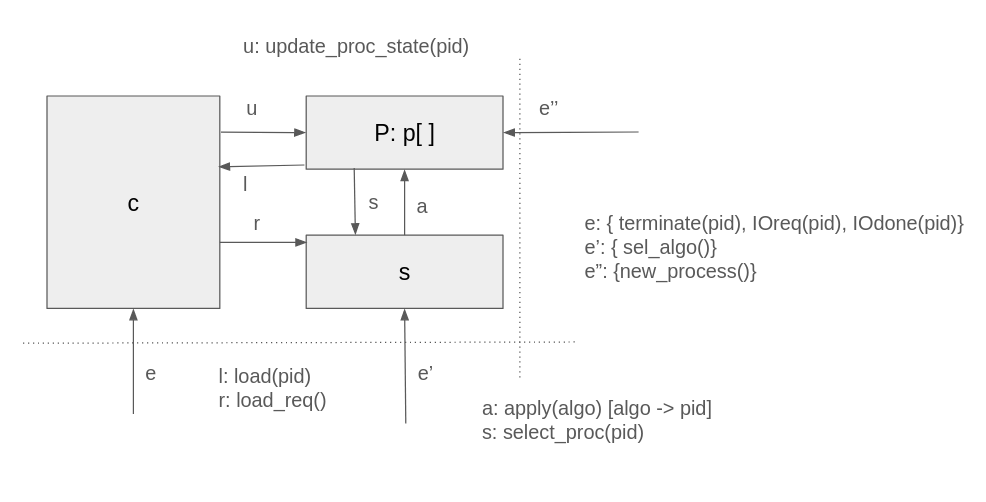 u: update_proc_state(pid)
u
P: p[ ]
e’’
c
l
s
a
r
s
e: { terminate(pid), IOreq(pid), IOdone(pid)}
e’: { sel_algo()}
e”: {new_process()}
e
l: load(pid)
r: load_req()
e’
a: apply(algo) [algo -> pid]
s: select_proc(pid)